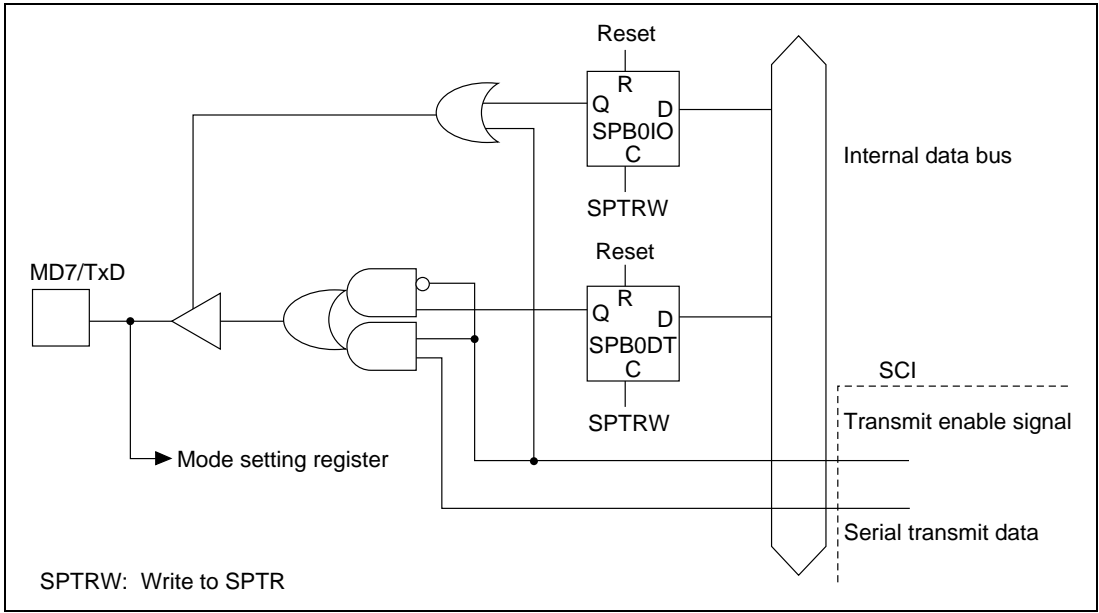 Reset
R
Q
D
SPB0IO
C
SPTRW
Internal data bus
Reset
MD7/TxD
R
Q
D
SPB0DT
C
SPTRW
SCI
Transmit enable signal
Mode setting register
Serial transmit data
SPTRW: Write to SPTR